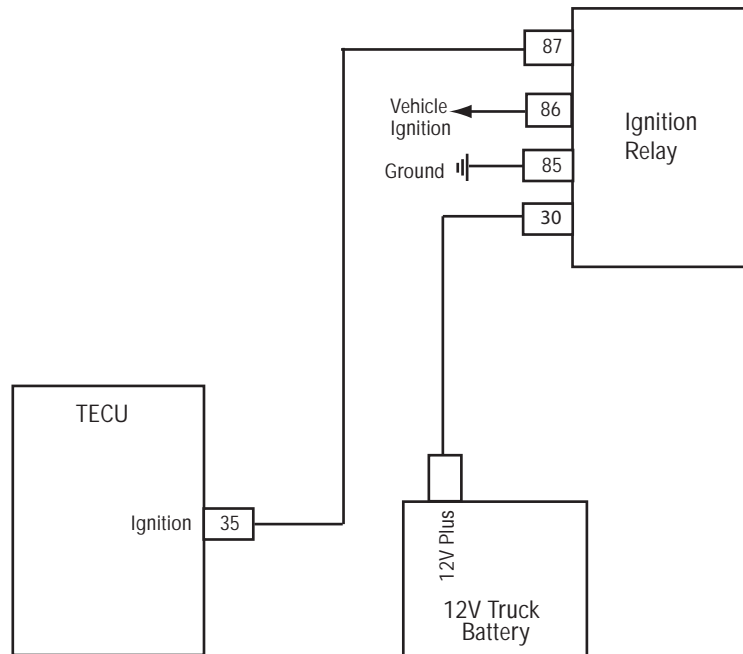 87
Vehicle
Ignition
86
Ignition
Relay
Ground
85
30
TECU
Ignition
35
12V Plus
12V Truck
Battery